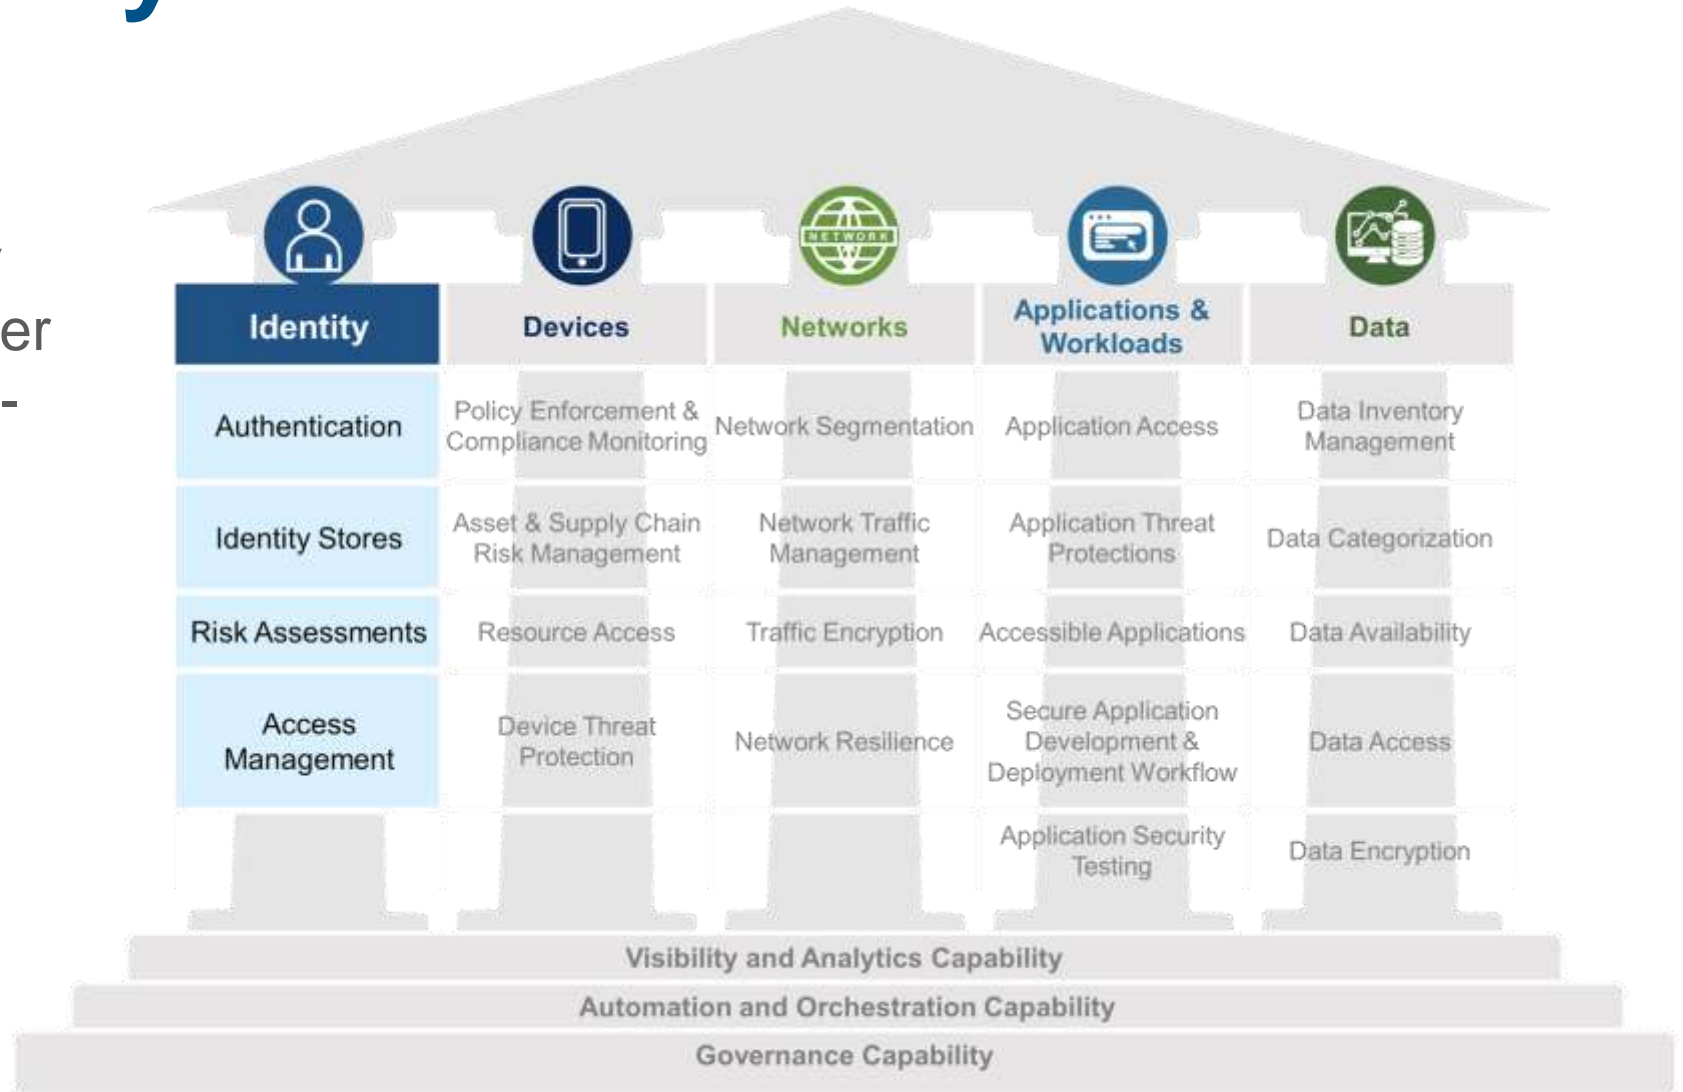 er
-
NETWORK
Identity
Devices
Networks
Applications &
Workloads
Data
Authentication
Policy Enforcement &
Compliance Monitoring
Network Segmentation
Application Access
Data Inventory
Management
Identity Stores
Asset & Supply Chain
Risk Management
Network Traffic
Management
Application Threat
Protections
Data Categorization
Risk Assessments
Resource Access
Traffic Encryption
Accessible Applications
Data Availability
Access
Management
Device Threat
Protection
Network Resilience
Secure Application
Development &
Deployment Workflow
Data Access
Application Security
Testing
Data Encryption
Visibility and Analytics Capability
Automation and Orchestration Capability
Governance Capability